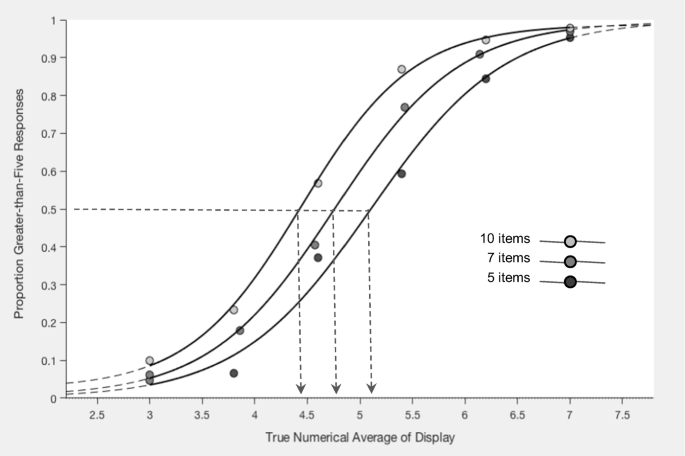 1
0.9
0.8
0.7
0.6
0.5
0.4
0.3
0.2
0.1
0
Proportion Greater-than-Five Responses
10 items
7 items
5 items
2.5 3 3.5 4 4.5 5 5.5 6 6.5 7 7.5
True Numerical Average of Display